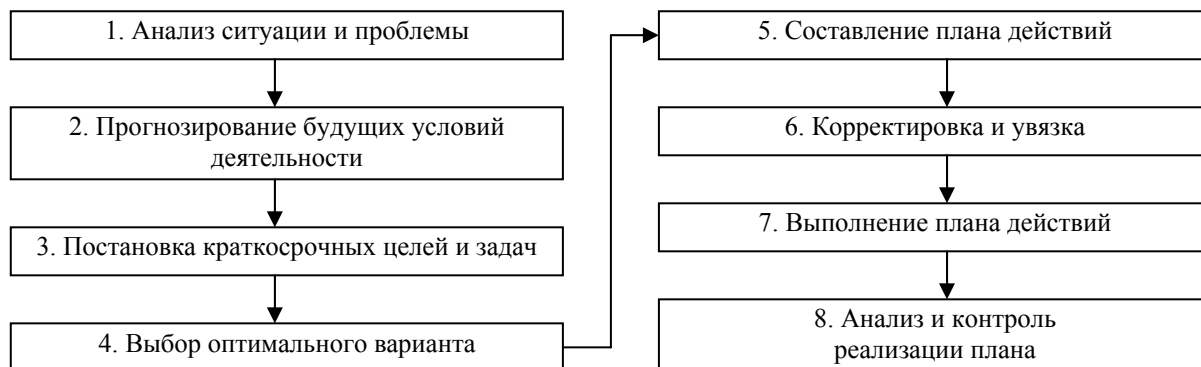 1. Анализ ситуации и проблемы
2. Прогнозирование будущих условий
деятельности
3. Постановка краткосрочных целей и задач
4. Выбор оптимального варианта
5. Составление плана действий
6. Корректировка и увязка
7. Выполнение плана действий
8. Анализ и контроль
реализации плана